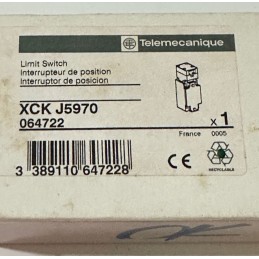 Telemecanique
Limit Switch
Interrupteur de position
Interruptor de posicion
XCK J5970
064722
x 1
France 0005
3 389110 647228
CE
RECYCLABLE